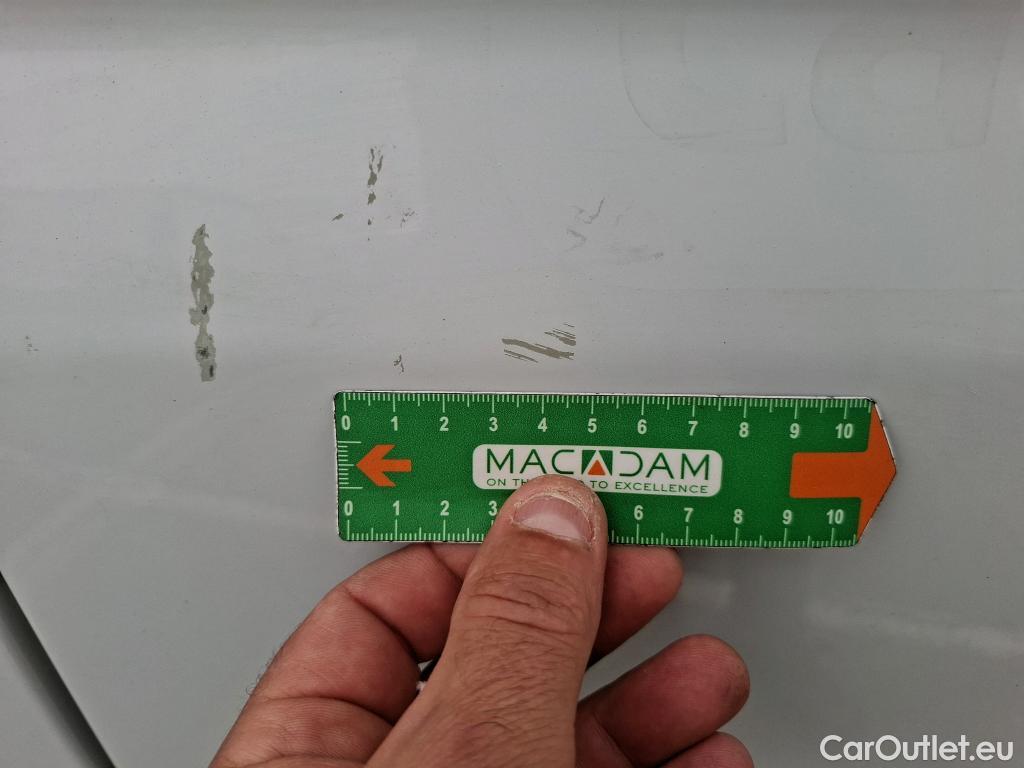 0 1 2 3 4 5 6 7 8 9 10
MACADAM
ON TO EXCELLENCE
0 1 2 3 6 7 8 9 10
CarOutlet.eu